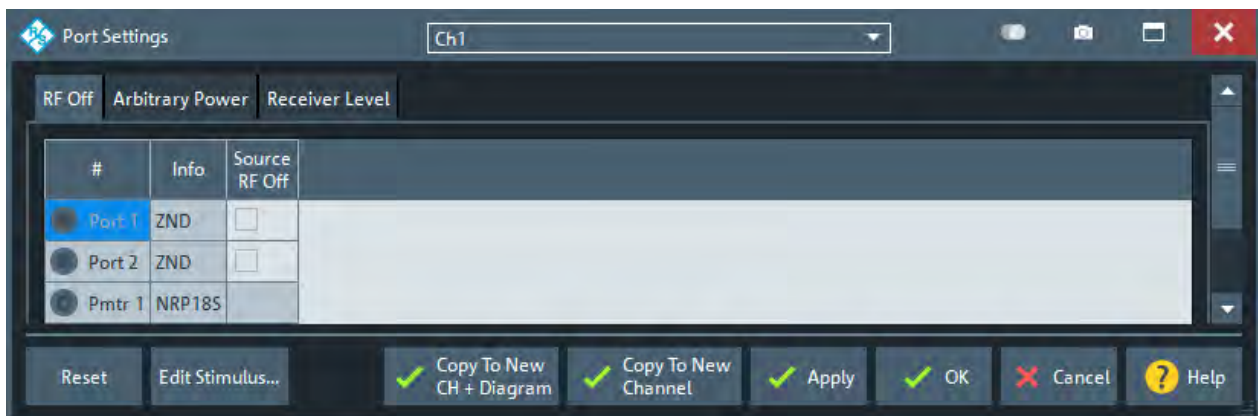 Port Settings
Ch1
RF Off Arbitrary Power Receiver Level
# Info Source RF Off
Port 1 ZND
Port 2 ZND
Pmtr 1 NRP18S
Reset Edit Stimulus... Copy To New CH + Diagram Copy To New Channel Apply OK Cancel ? Help